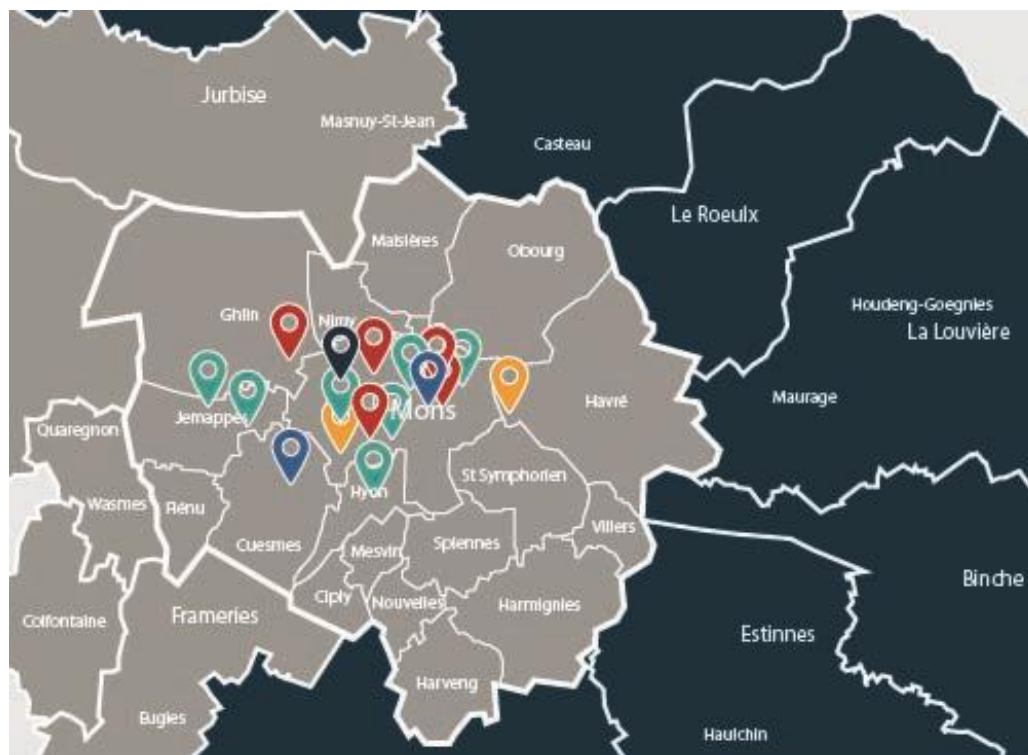 Jurbise
Masnuy-St-Jean
Casteau
Le Roeulx
Maisières
Obourg
Houdeng-Goegnies
La Louvière
Ghlin
Nimy
Maurage
Havré
Jemappes
Mons
Quaregnon
St Symphorien
Hyon
Wasmes
Flénu
Villers
Cuesmes
Mesvin
Spiennes
Binche
Ciply
Nouvelles
Harmignies
Frameries
Colfontaine
Estinnes
Harveng
Eugies
Haulchin